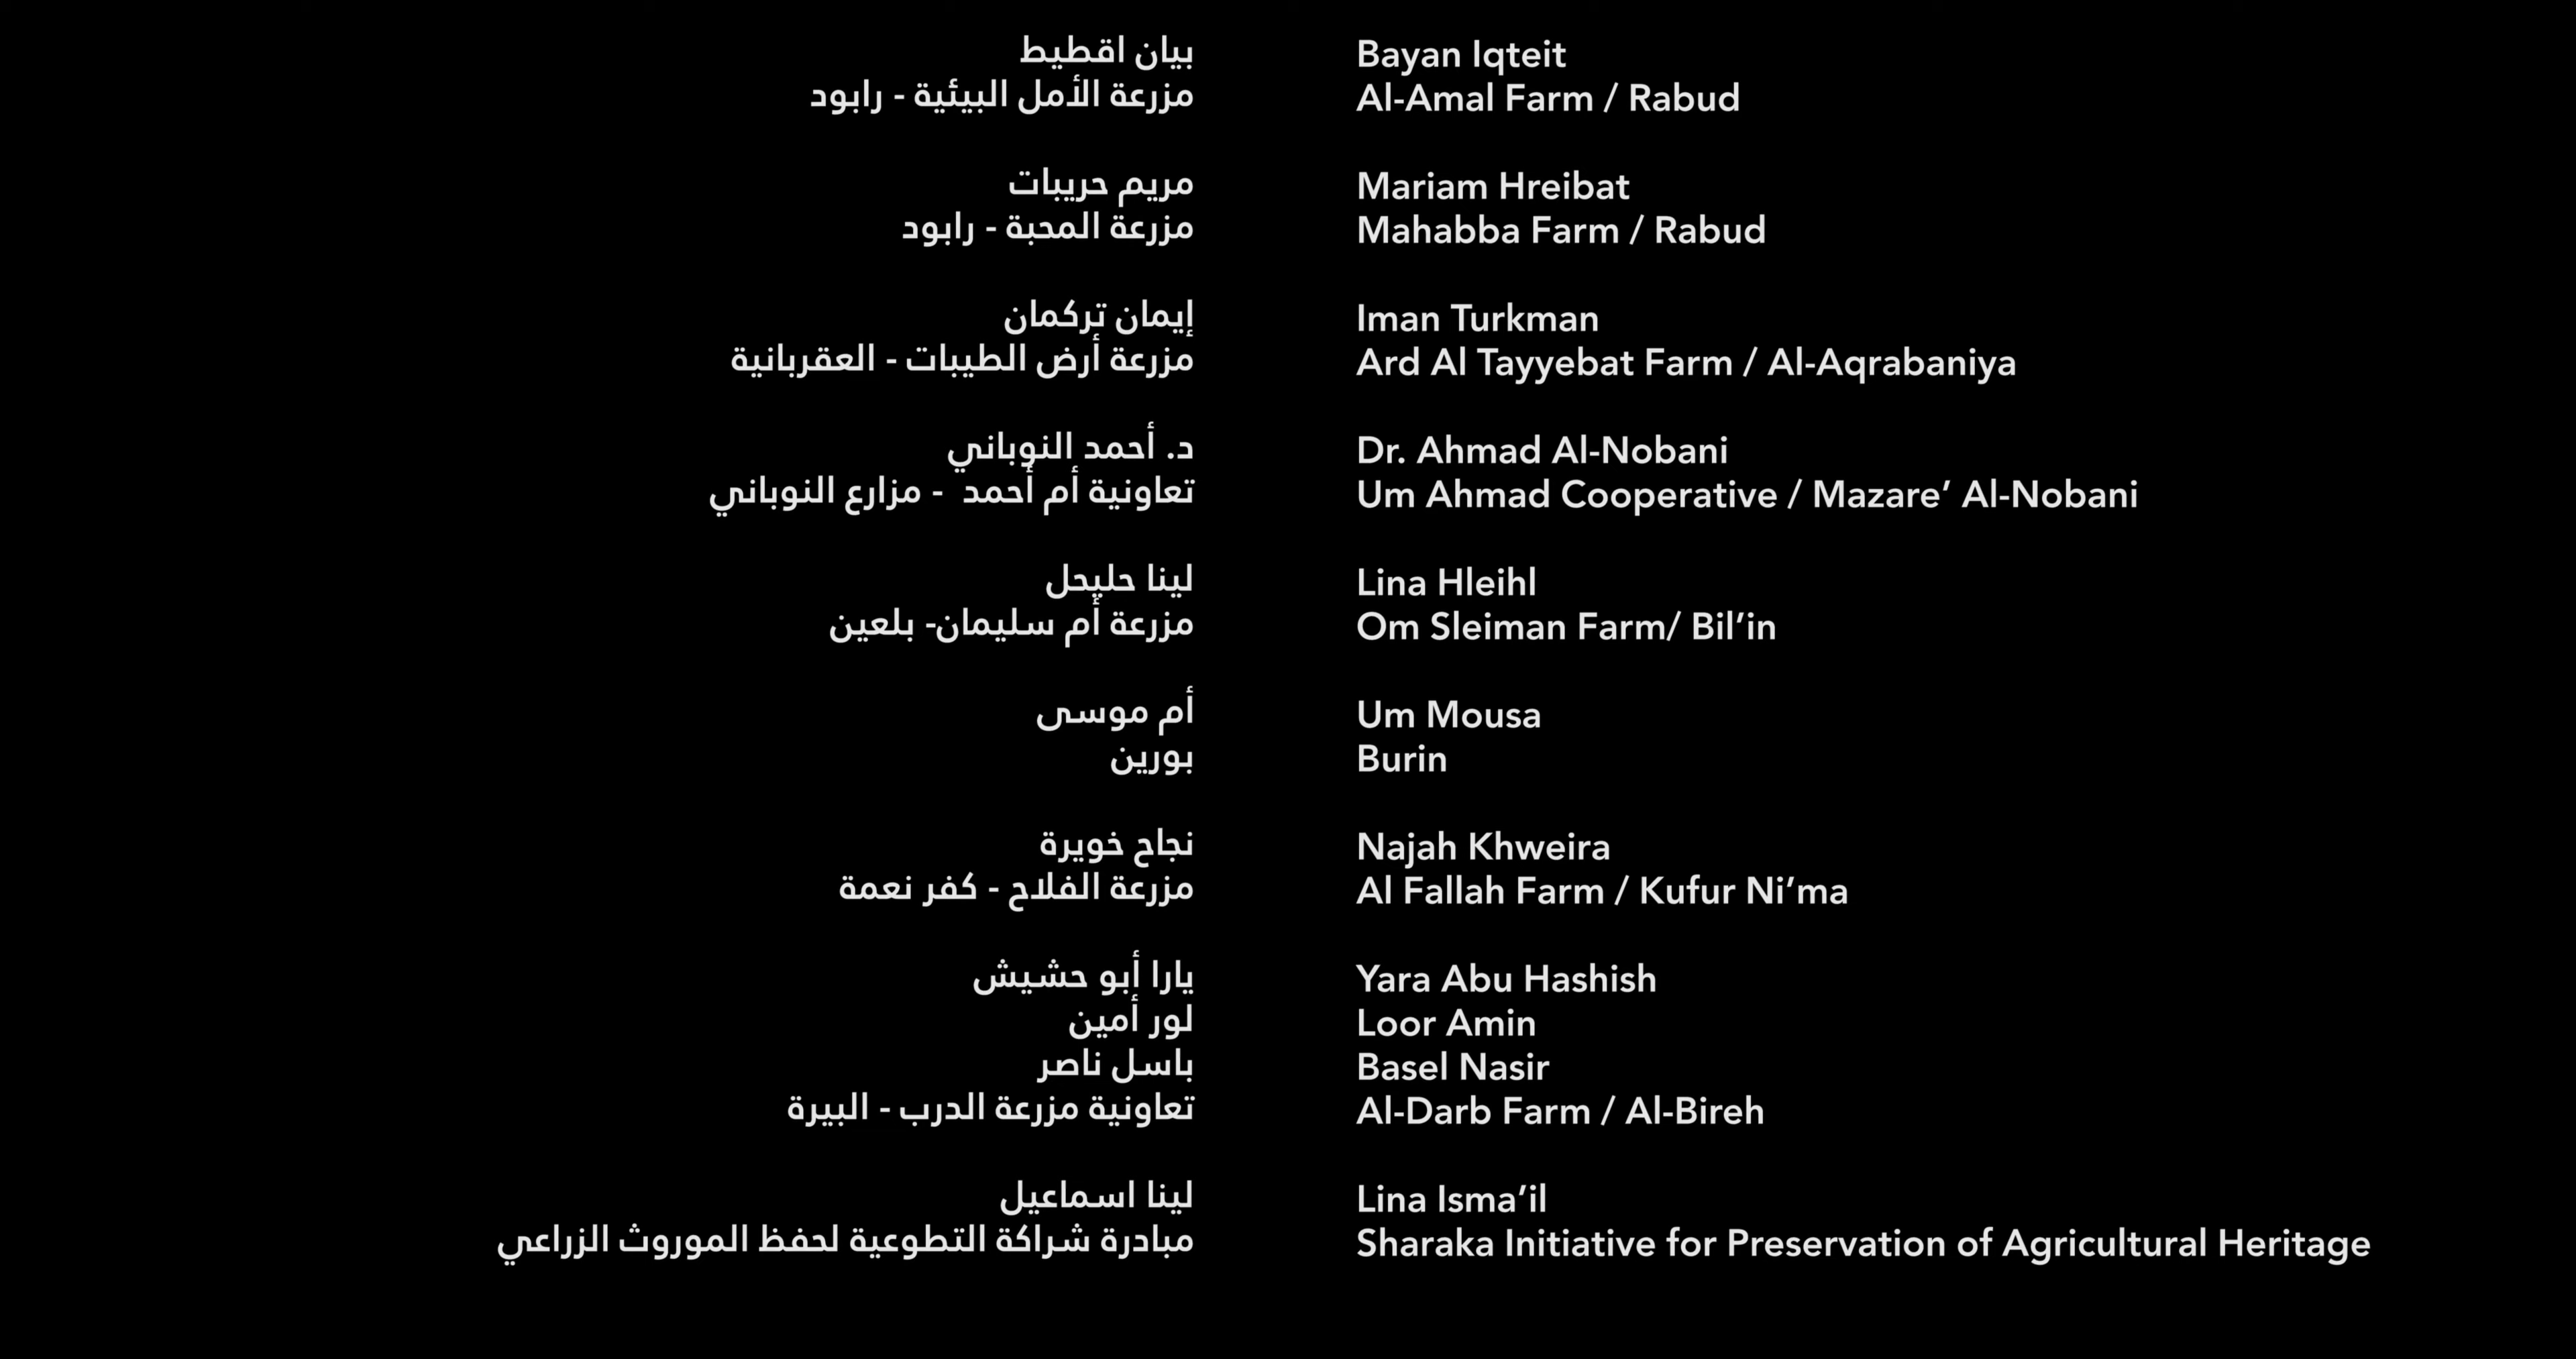 بيان اقطيط
مزرعة الأمل البيئية - رابود
مريم حريبات
مزرعة المحبة - رابود
إيمان تركمان
مزرعة أرض الطيبات - العقربانية
د. أحمد النوباني
تعاونية أم أحمد - مزارع النوباني
لينا حليحل
مزرعة أم سليمان- بلعين
أم موسى
بورين
نجاح خويرة
مزرعة الفلاح - كفر نعمة
يارا أبو حشيش
لور أمين
باسل ناصر
تعاونية مزرعة الدرب - البيرة
لينا اسماعيل
مبادرة شراكة التطوعية لحفظ الموروث الزراعي
Bayan Iqteit
Al-Amal Farm / Rabud
Mariam Hreibat
Mahabba Farm / Rabud
Iman Turkman
Ard Al Tayyebat Farm / Al-Aqrabaniya
Dr. Ahmad Al-Nobani
Um Ahmad Cooperative / Mazare’ Al-Nobani
Lina Hleihl
Om Sleiman Farm/ Bil’in
Um Mousa
Burin
Najah Khweira
Al Fallah Farm / Kufur Ni’ma
Yara Abu Hashish
Loor Amin
Basel Nasir
Al-Darb Farm / Al-Bireh
Lina Isma’il
Sharaka Initiative for Preservation of Agricultural Heritage